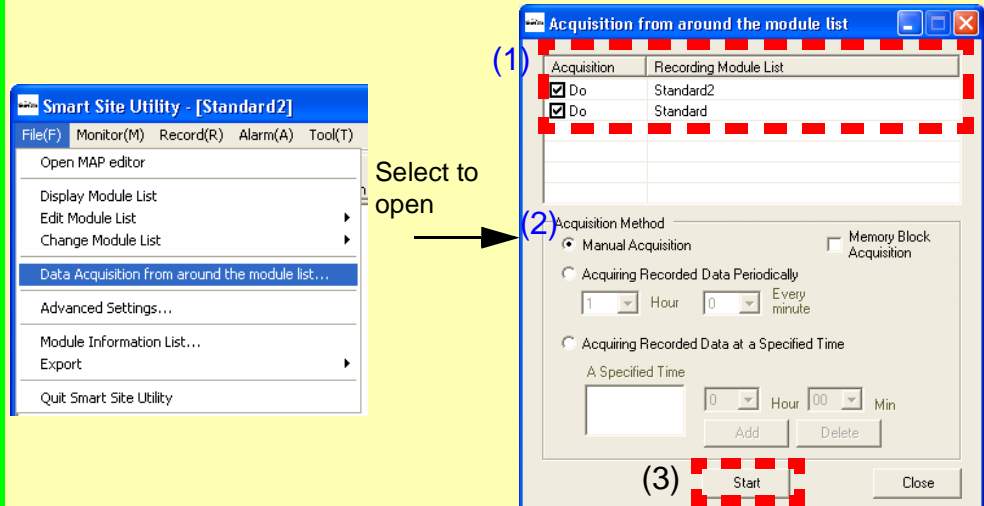 Smart Site Utility - [Standard2]
File(F) Monitor(M) Record(R) Alarm(A) Tool(T)
Open MAP editor
Display Module List
Edit Module List
Change Module List
Data Acquisition from around the module list...
Advanced Settings...
Module Information List...
Export
Quit Smart Site Utility
Select to
open
Acquisition from around the module list
(1)
Acquisition Recording Module List
Do Standard2
Do Standard
(2)
Acquisition Method
Manual Acquisition
Memory Block
Acquisition
Acquiring Recorded Data Periodically
1 Hour 0 Every
minute
Acquiring Recorded Data at a Specified Time
A Specified Time
0 Hour 00 Min
Add Delete
(3) Start Close